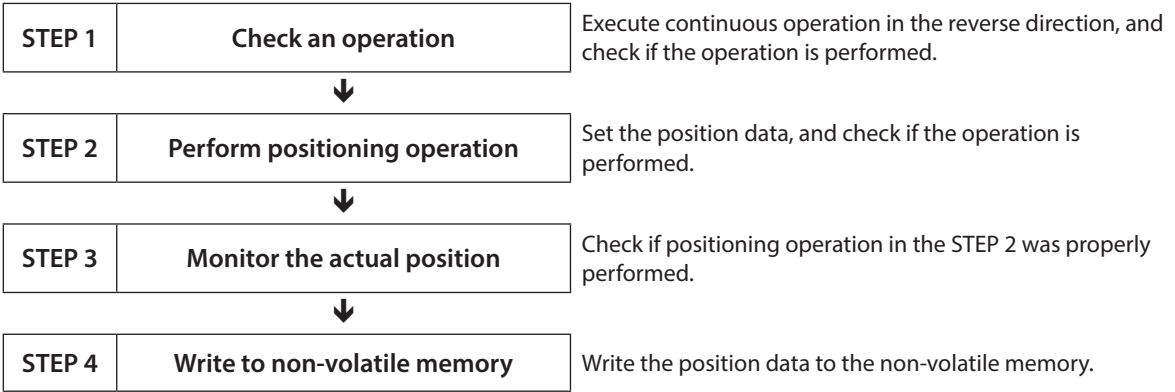 STEP 1
Check an operation
Execute continuous operation in the reverse direction, and
check if the operation is performed.
STEP 2
Perform positioning operation
Set the position data, and check if the operation is
performed.
STEP 3
Monitor the actual position
Check if positioning operation in the STEP 2 was properly
performed.
STEP 4
Write to non-volatile memory
Write the position data to the non-volatile memory.